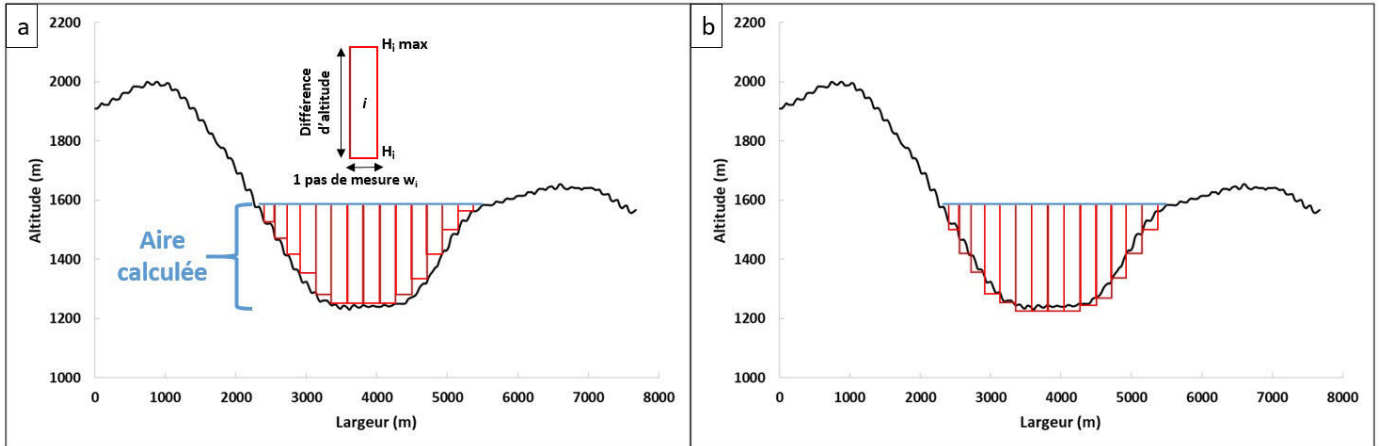 a
2200
2000
1800
1600
1400
1200
1000
Altitude (m)
0
1000
2000
3000
4000
5000
6000
7000
8000
Largeur (m)
Hi max
Différence
d'altitude
i
Hi
1 pas de mesure wi
Aire
calculée
b
2200
2000
1800
1600
1400
1200
1000
Altitude (m)
0
1000
2000
3000
4000
5000
6000
7000
8000
Largeur (m)